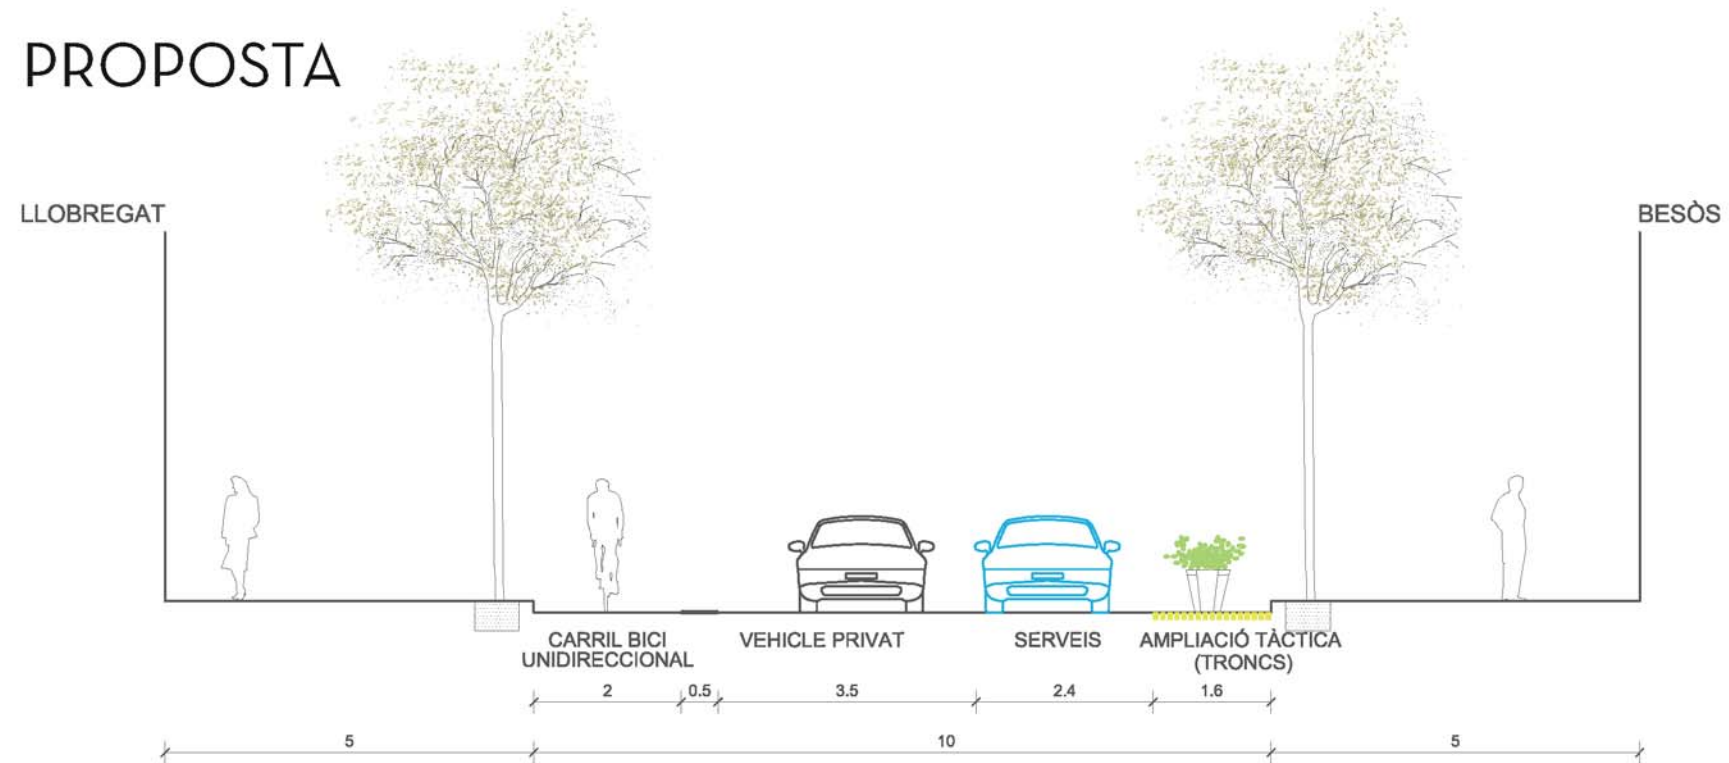 PROPOSTA
LLOBREGAT
BESÒS
CARRIL BICI
UNIDIRECCIONAL
VEHICLE PRIVAT
SERVEIS
AMPLIACIÓ TÀCTICA
(TRONCS)
2
0.5
3.5
2.4
1.6
5
10
5